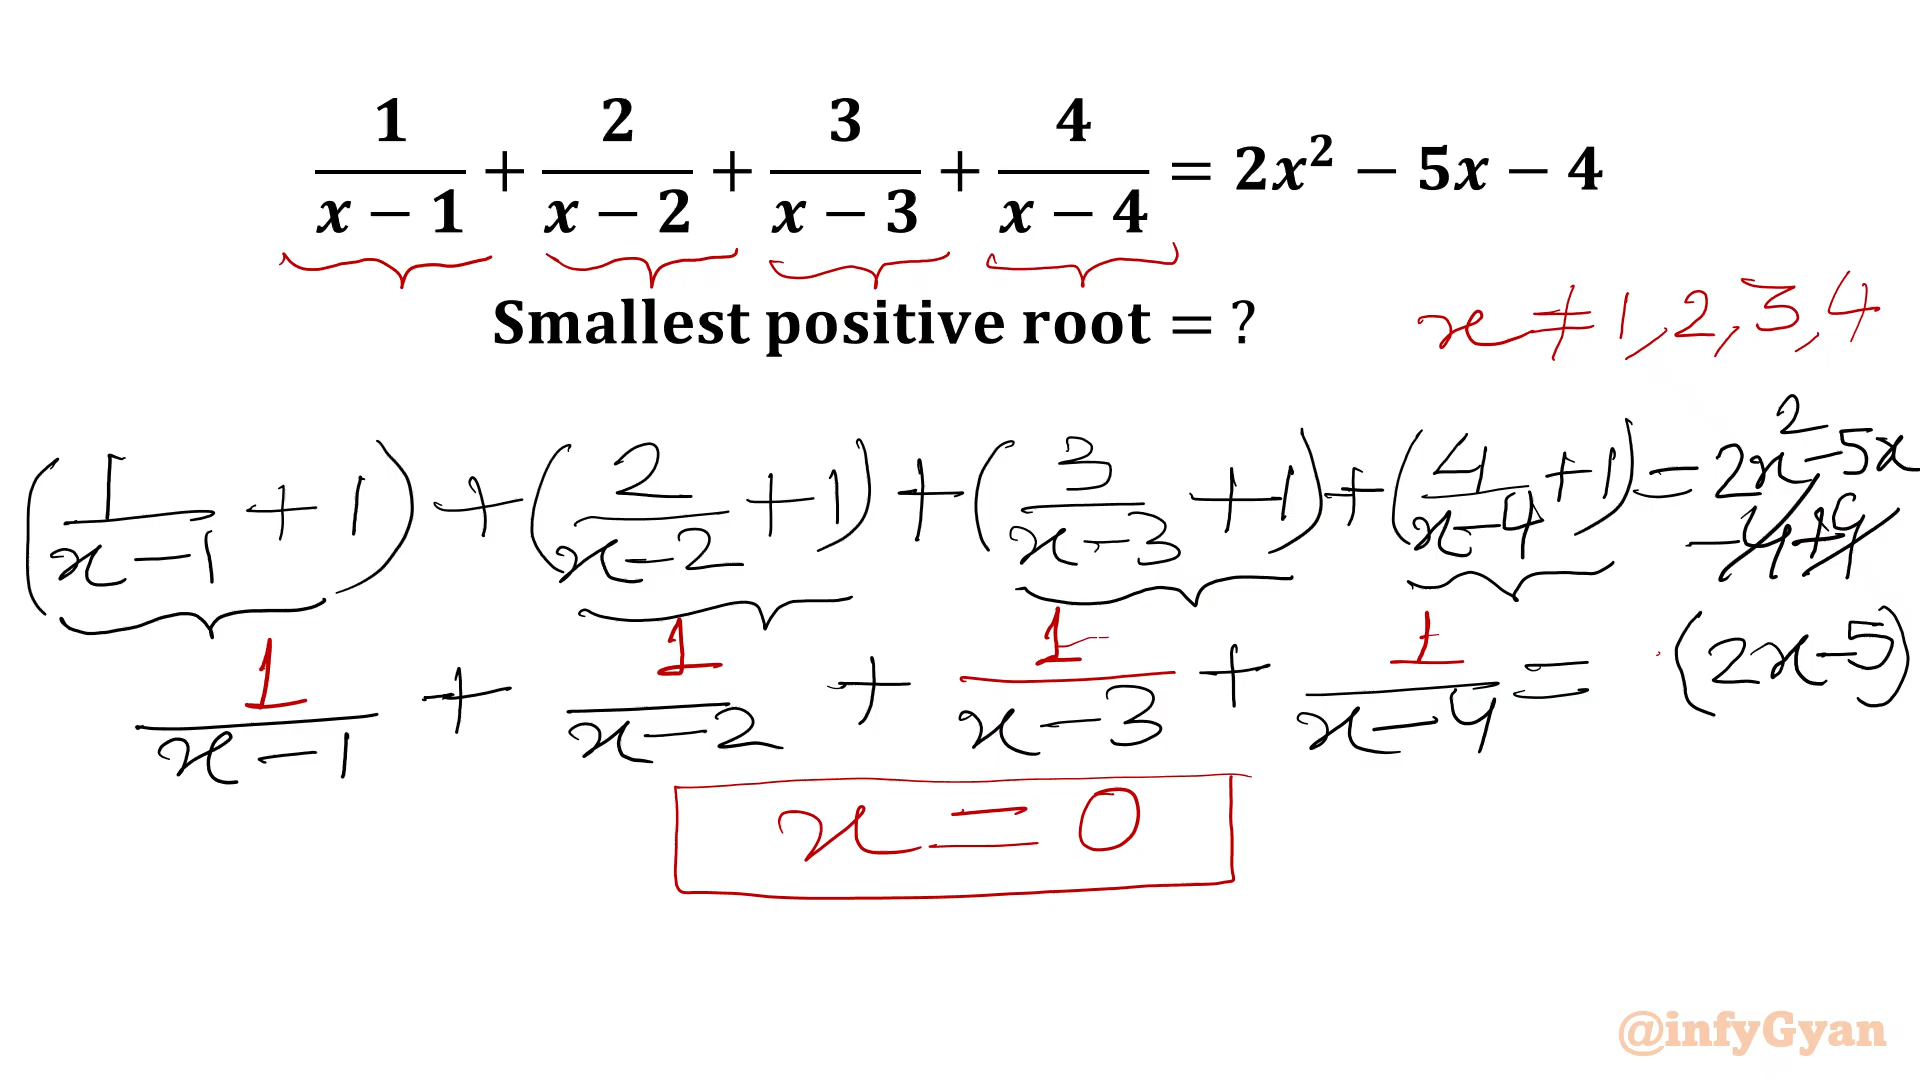 1/(x − 1) + 2/(x − 2) + 3/(x − 3) + 4/(x − 4) = 2x² − 5x − 4
Smallest positive root = ?
x ≠ 1, 2, 3, 4
(1/(x−1) + 1) + (2/(x−2) + 1) + (3/(x−3) + 1) + (4/(x−4) + 1) = 2x² − 5x
−4+4
1/(x−1) + 1/(x−2) + 1/(x−3) + 1/(x−4) = (2x−5)
x = 0
@infyGyan